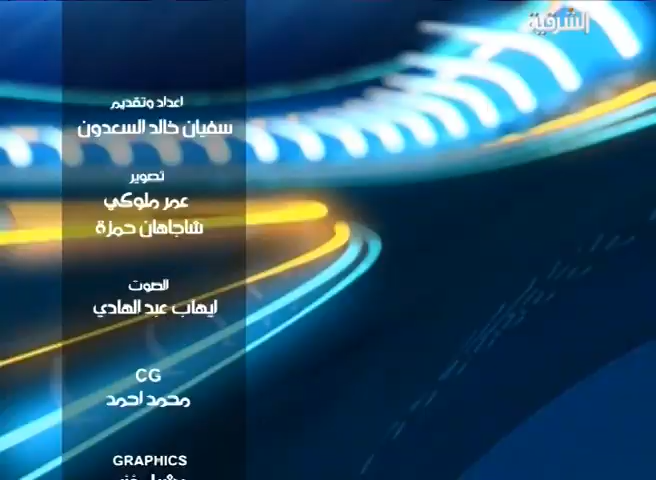 الشرقية
اعداد وتقديم
سفيان خالد السعدون
تصوير
عمر ملوكي
شاجاهان حمزة
الصوت
ايهاب عبد الهادي
CG
محمد احمد
GRAPHICS